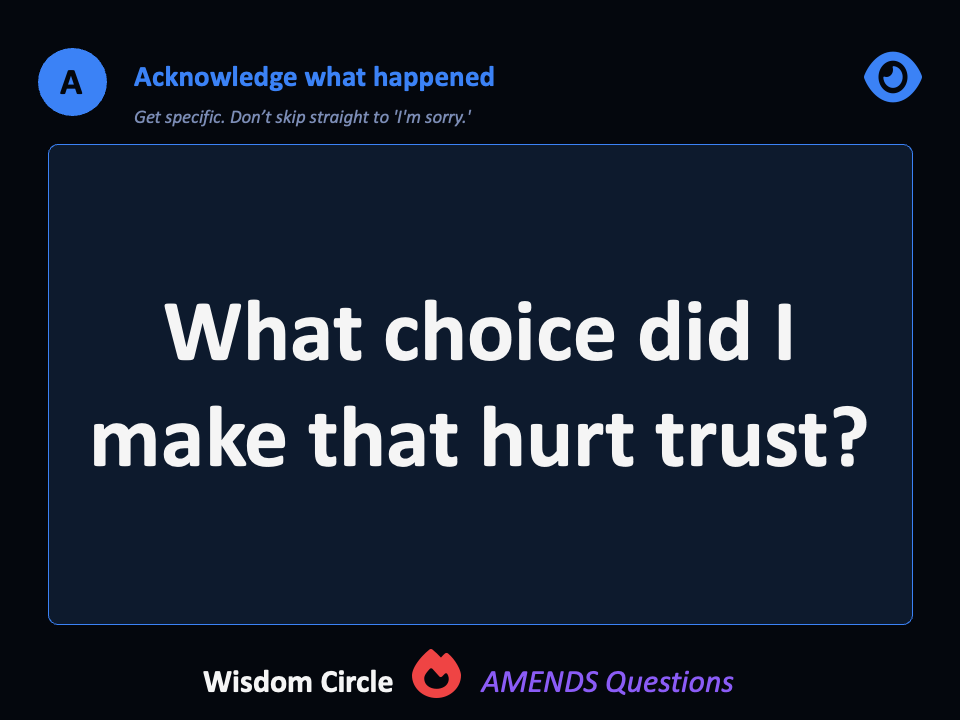 A
Acknowledge what happened
Get specific. Don’t skip straight to 'I'm sorry.'
What choice did I
make that hurt trust?
Wisdom Circle AMENDS Questions